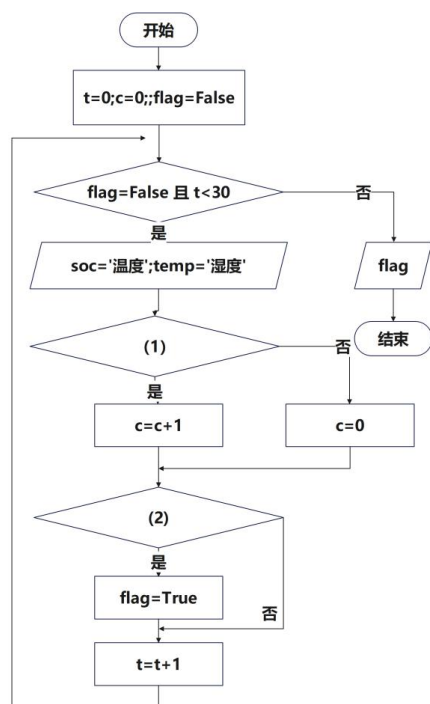 开始
t=0;c=0;;flag=False
flag=False 且 t<30
否
是
soc='温度';temp='湿度'
flag
(1)
否
结束
是
c=c+1
c=0
(2)
是
flag=True
否
t=t+1